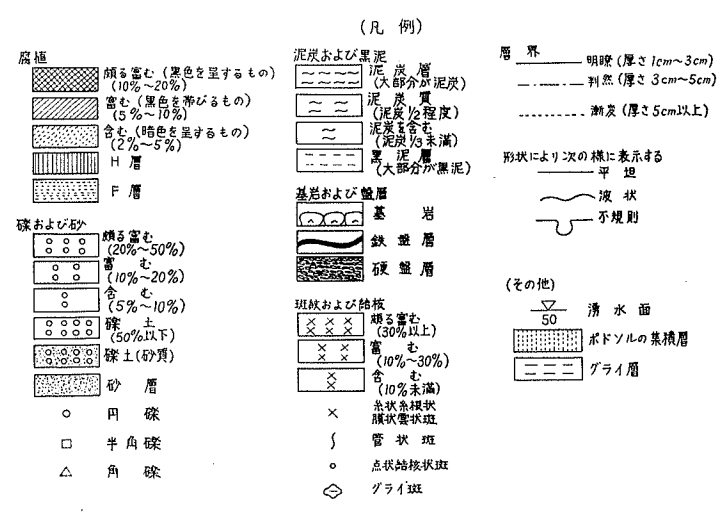 (凡例)
腐植
頗る富む(黒色を呈するもの)
(10%~20%)
富む(黒色を帯びるもの)
(5%~10%)
含む(暗色を呈するもの)
(2%~5%)
H層
F層
礫および砂
頗る富む
(20%~50%)
富む
(10%~20%)
含む
(5%~10%)
礫土
(50%以下)
礫土(砂質)
砂層
円礫
半角礫
角礫
泥炭および黒泥
泥炭層
(大部分が泥炭)
泥炭質
(泥炭1/2程度)
泥炭を含む
(泥炭1/3未満)
黒泥層
(大部分が黒泥)
基岩および盤層
基岩
鉄盤層
硬盤層
斑紋および結核
頗る富む
(30%以上)
富む
(10%~30%)
含む
(10%未満)
糸状糸根状
膜状雲状斑
管状斑
点状結核状斑
グライ斑
層界
明瞭(厚さ1cm~3cm)
判然(厚さ3cm~5cm)
漸炭(厚さ5cm以上)
形状により次の様に表示する
平坦
波状
不規則
(その他)
50
湧水面
ポドゾルの集積層
グライ層